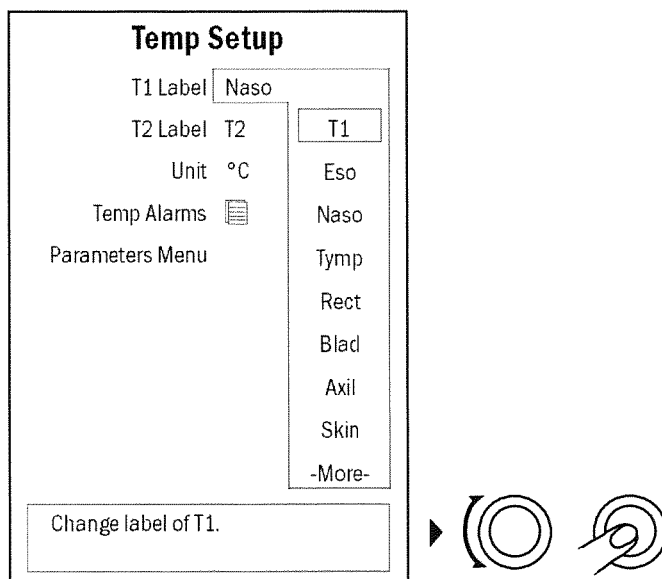 Temp Setup
T1 Label Naso
T2 Label T2 T1
Unit °C Eso
Temp Alarms Naso
Parameters Menu Tymp
Rect
Blad
Axil
Skin
-More-
Change label of T1.